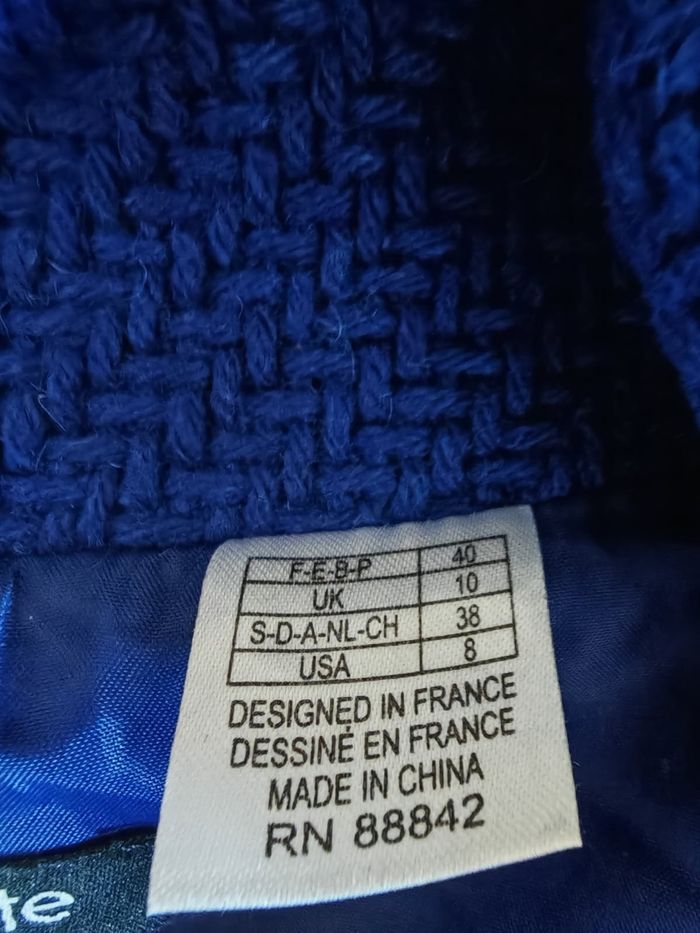 F-E-B-P 40
UK 10
S-D-A-NL-CH 38
USA 8
DESIGNED IN FRANCE
DESSINÉ EN FRANCE
MADE IN CHINA
RN 88842
te